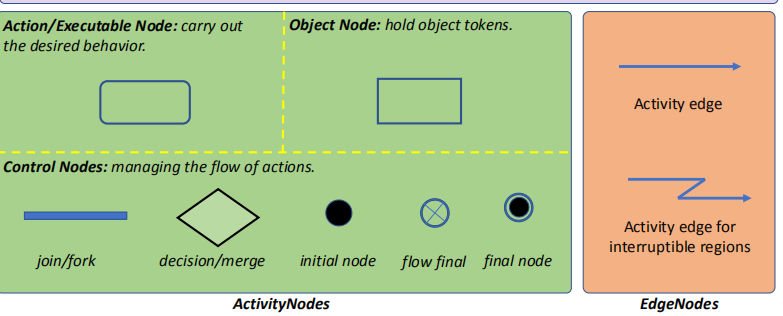 Action/Executable Node: carry out
the desired behavior.
Object Node: hold object tokens.
Control Nodes: managing the flow of actions.
join/fork
decision/merge
initial node
flow final
final node
ActivityNodes
Activity edge
Activity edge for
interruptible regions
EdgeNodes